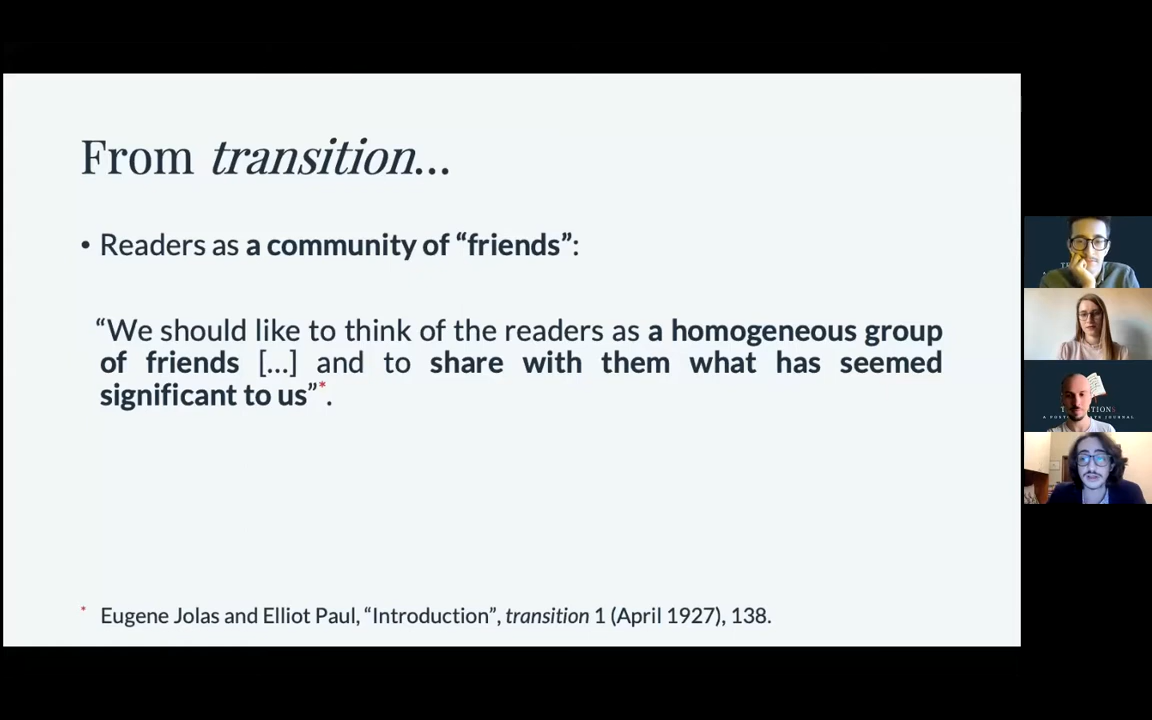 From transition...
• Readers as a community of “friends”:
“We should like to think of the readers as a homogeneous group
of friends [...] and to share with them what has seemed
significant to us”*.
* Eugene Jolas and Elliot Paul, “Introduction”, transition 1 (April 1927), 138.